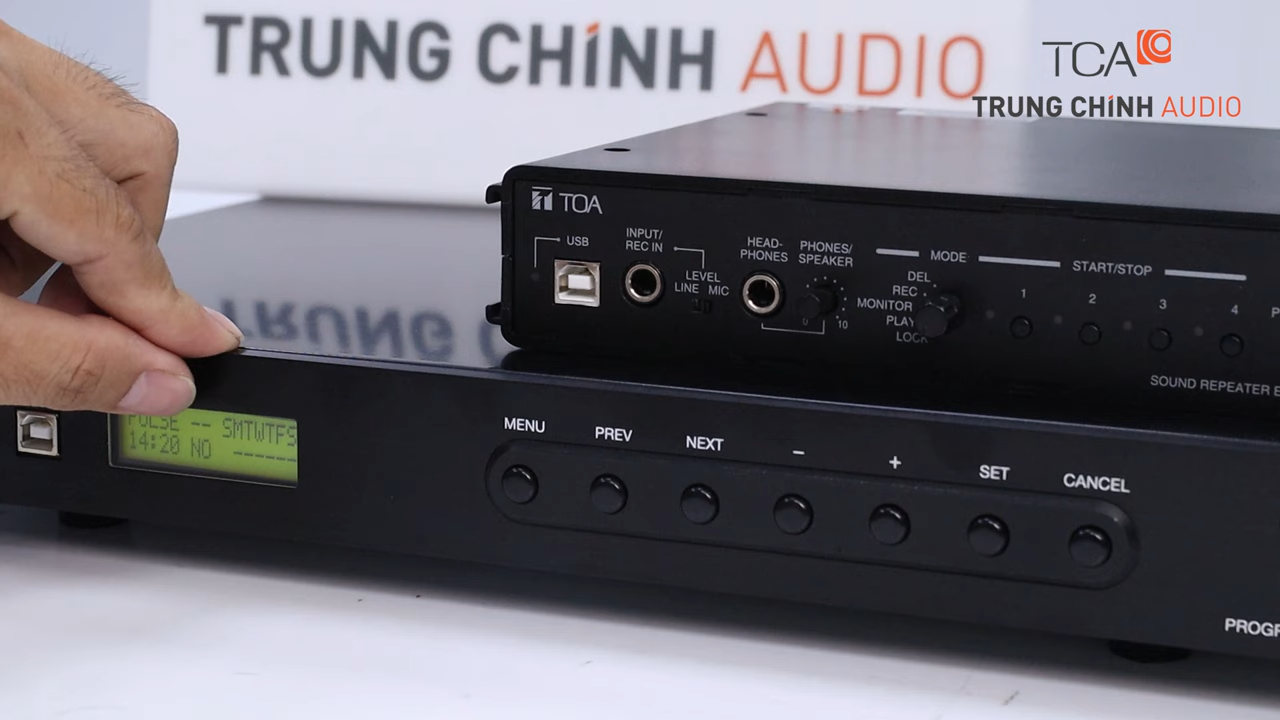 TRUNG CHÍNH AUDIO
TCA
TRUNG CHÍNH AUDIO
TOA
USB
INPUT/
REC IN
LEVEL
LINE MIC
HEAD-
PHONES
PHONES/
SPEAKER
0
10
MODE
DEL
REC
MONITOR
PLAY
LOCK
START/STOP
1
2
3
4
SOUND REPEATER E
TRUNG
PULSE -- SMTWTFS
14:20 NO -------
MENU
PREV
NEXT
−
+
SET
CANCEL
PROGR